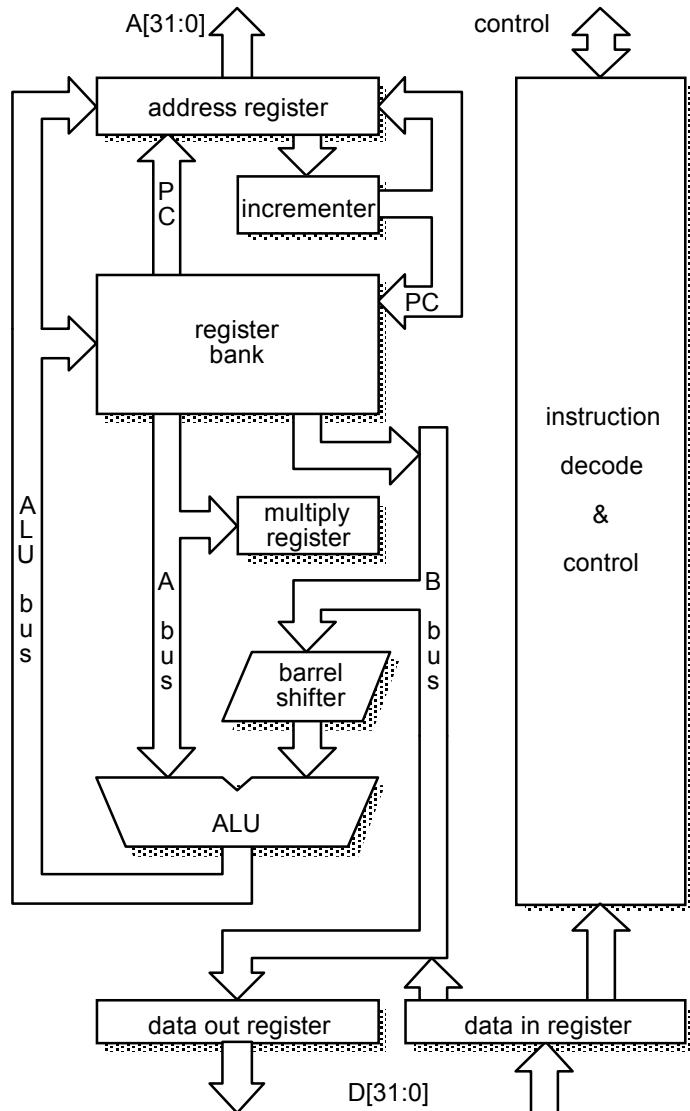 A[31:0]
control
address register
P
C
incrementer
PC
register
bank
instruction
decode
&
control
multiply
register
A
L
U
b
u
s
A
b
u
s
B
b
u
s
barrel
shifter
ALU
data out register
data in register
D[31:0]